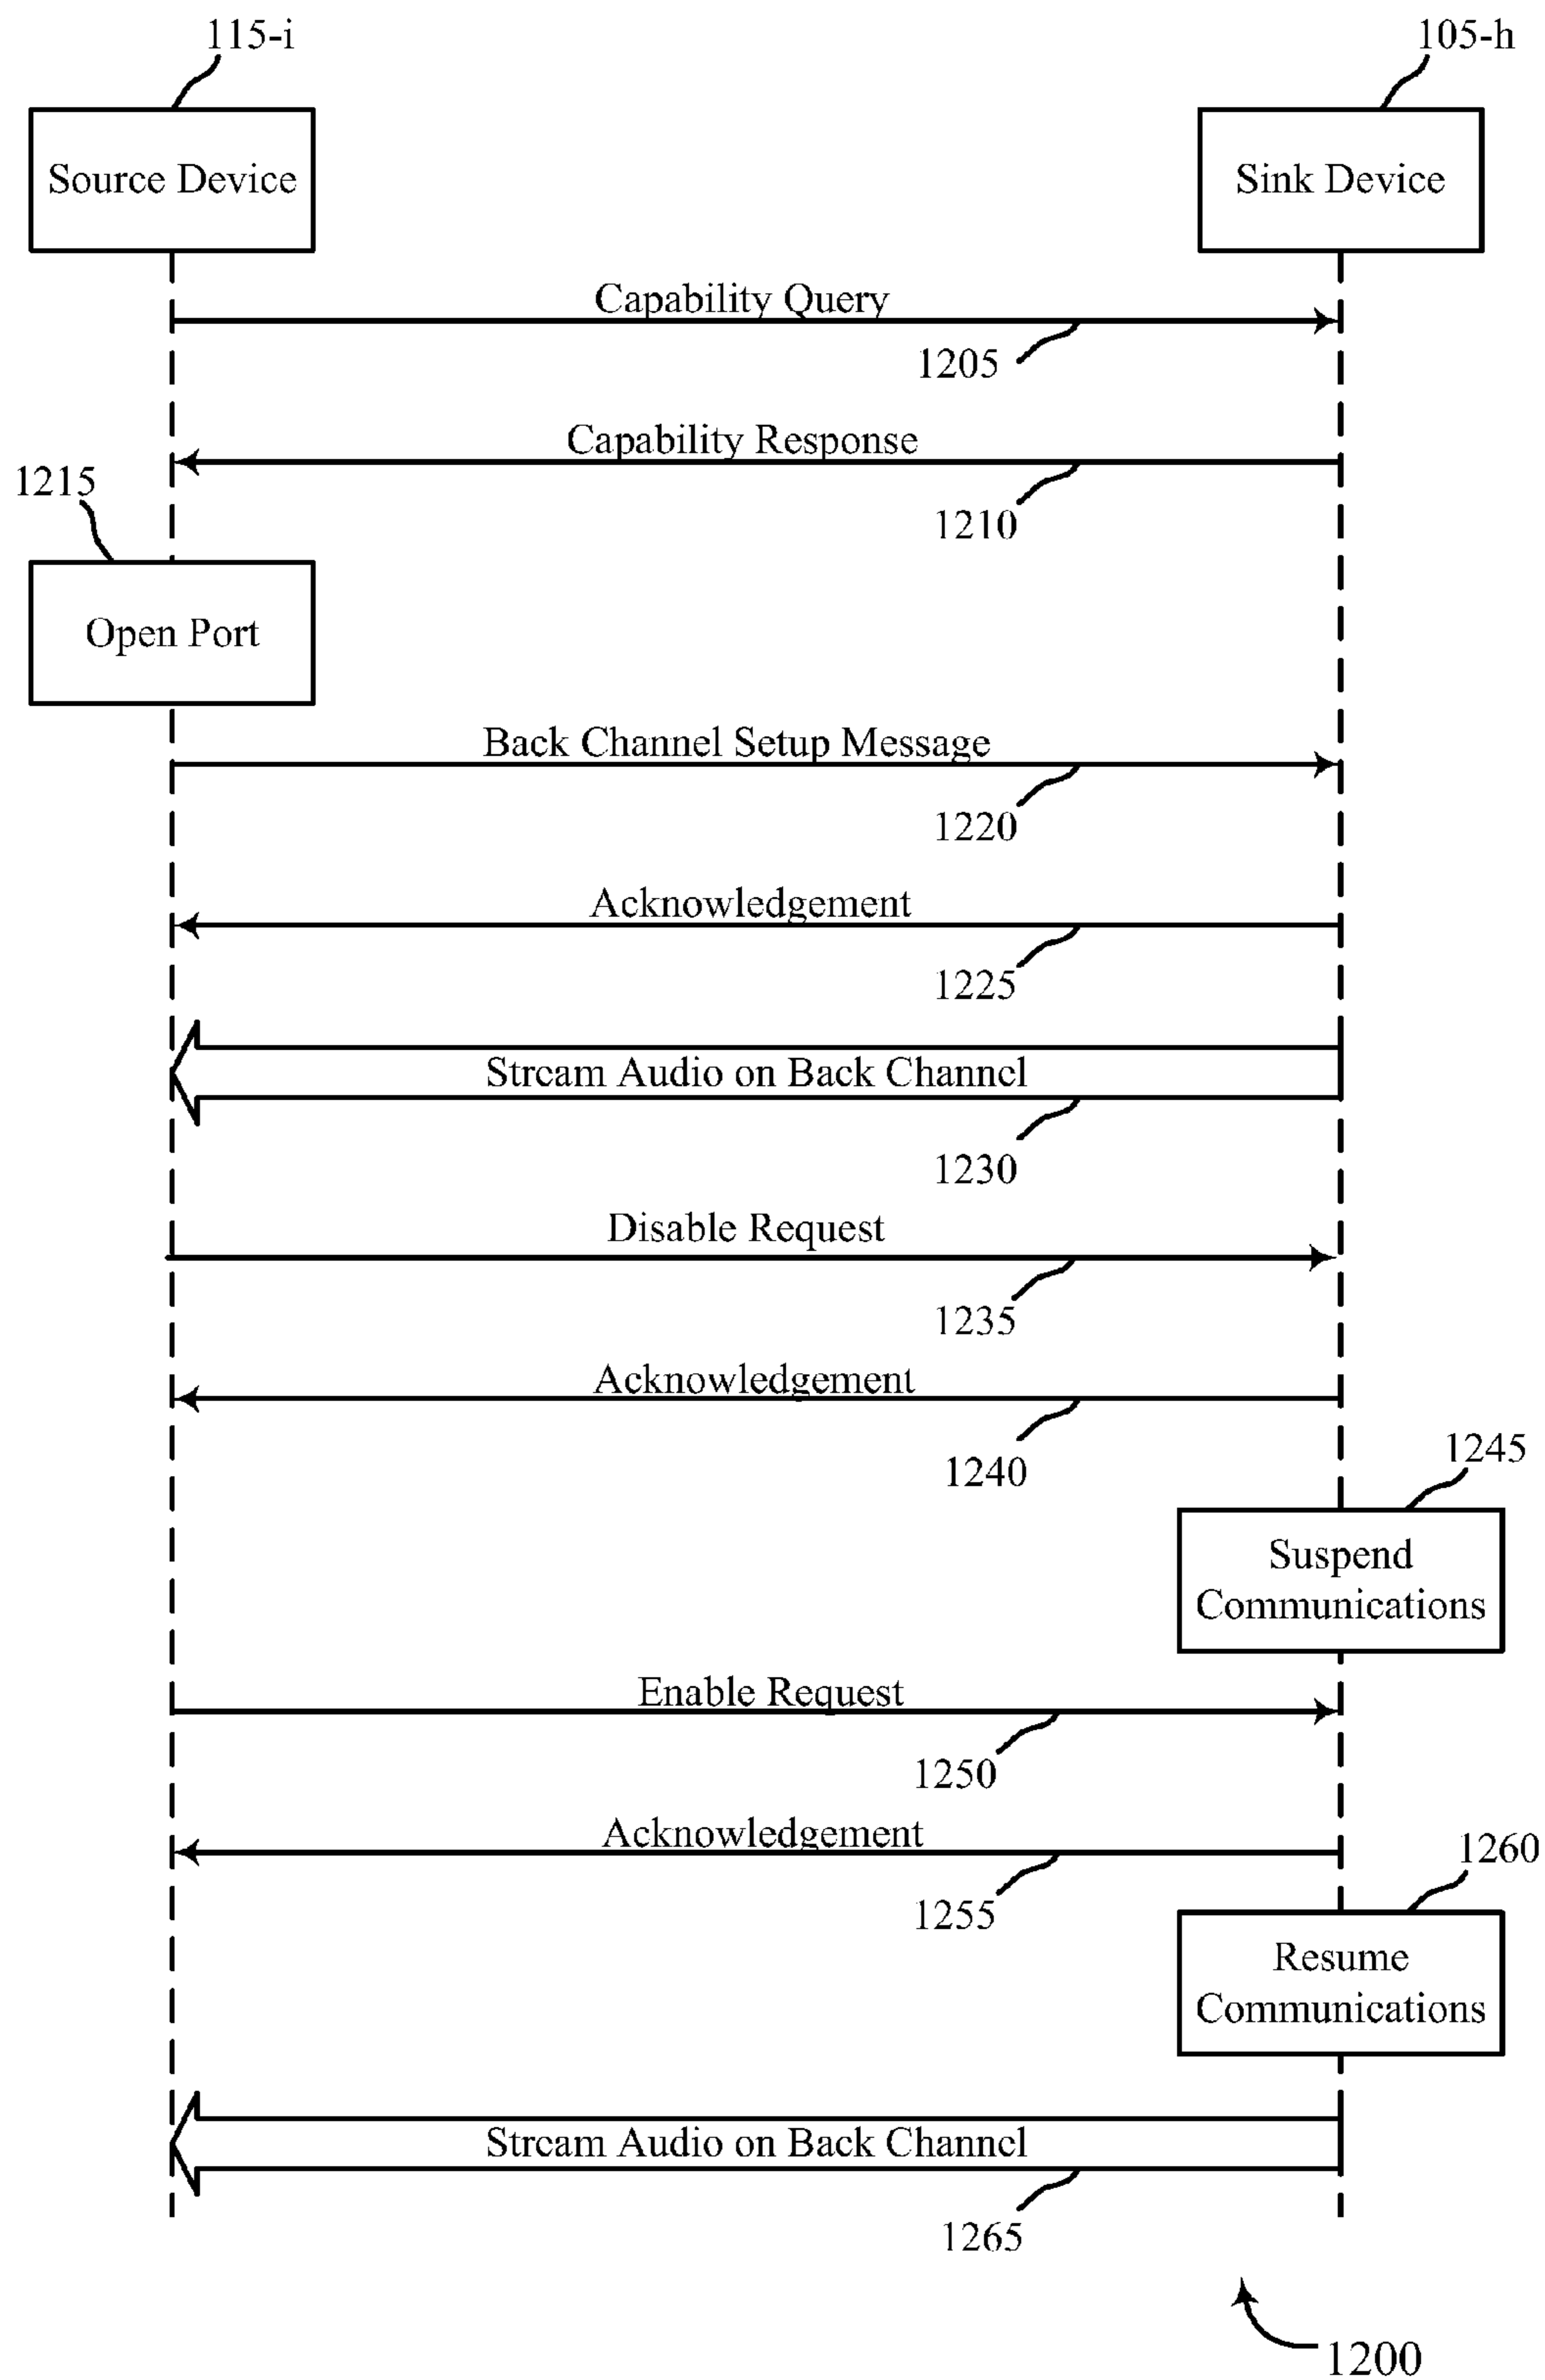 115-i
105-h
Source Device
Sink Device
Capability Query
1205
Capability Response
1210
1215
Open Port
Back Channel Setup Message
1220
Acknowledgement
1225
Stream Audio on Back Channel
1230
Disable Request
1235
Acknowledgement
1240
1245
Suspend
Communications
Enable Request
1250
Acknowledgement
1255
1260
Resume
Communications
Stream Audio on Back Channel
1265
1200